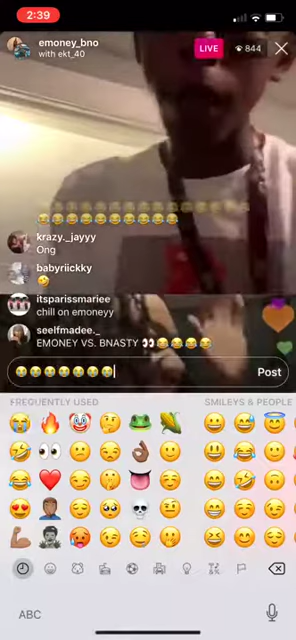 2:39
emoney_bno
with ekt_40
LIVE
844
krazy._jayyy
Ong
babyriickky
itsparissmariee
chill on emoneyy
seelfmadee._
EMONEY VS. BNASTY 👀😂😂😂😂
😭😭😭😭😭😭😭
Post
FREQUENTLY USED
SMILEYS & PEOPLE
ABC